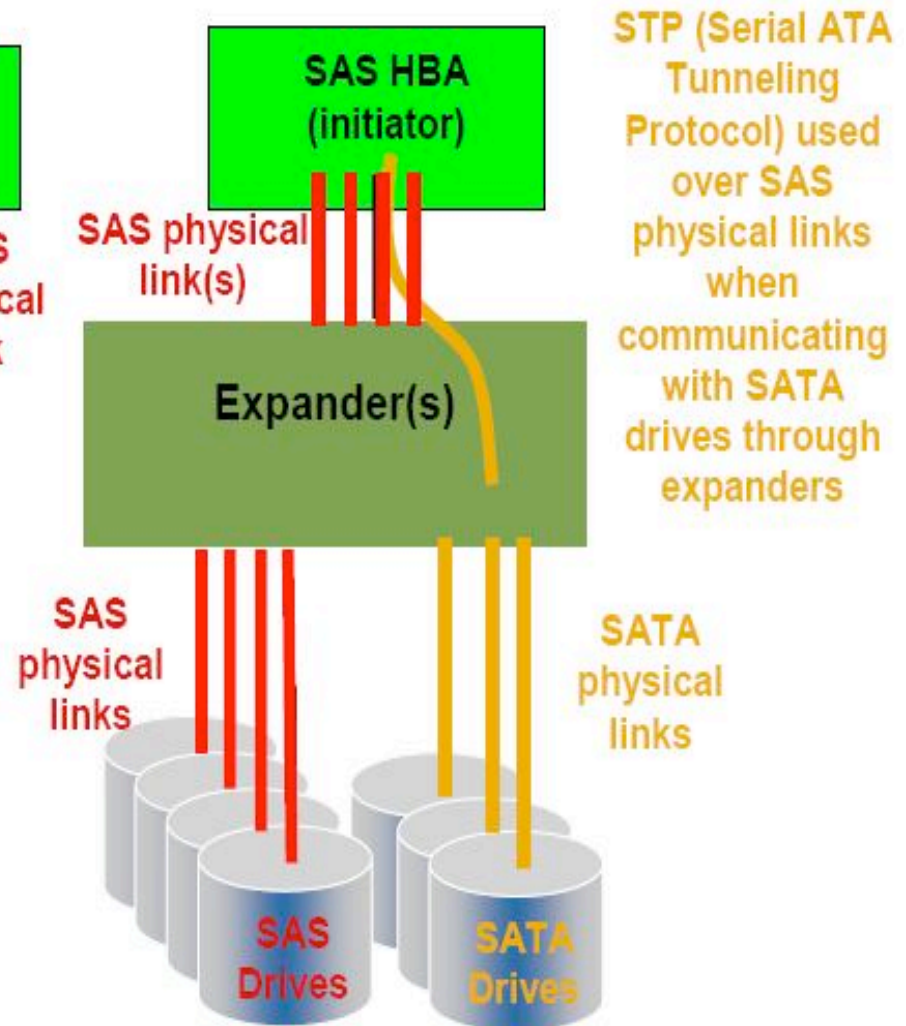 SAS HBA
(initiator)
STP (Serial ATA
Tunneling
Protocol) used
over SAS
physical links
when
communicating
with SATA
drives through
expanders
SAS physical
link(s)
Expander(s)
SAS
physical
links
SATA
physical
links
SAS
Drives
SATA
Drives